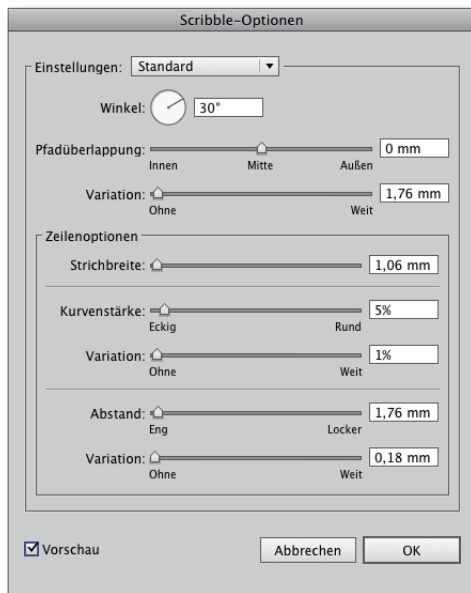 Scribble-Optionen
Einstellungen: Standard
Winkel: 30°
Pfadüberlappung: 0 mm
Innen Mitte Außen
Variation: 1,76 mm
Ohne Weit
Zeilenoptionen
Strichbreite: 1,06 mm
Kurvenstärke: 5%
Eckig Rund
Variation: 1%
Ohne Weit
Abstand: 1,76 mm
Eng Locker
Variation: 0,18 mm
Ohne Weit
Vorschau Abbrechen OK